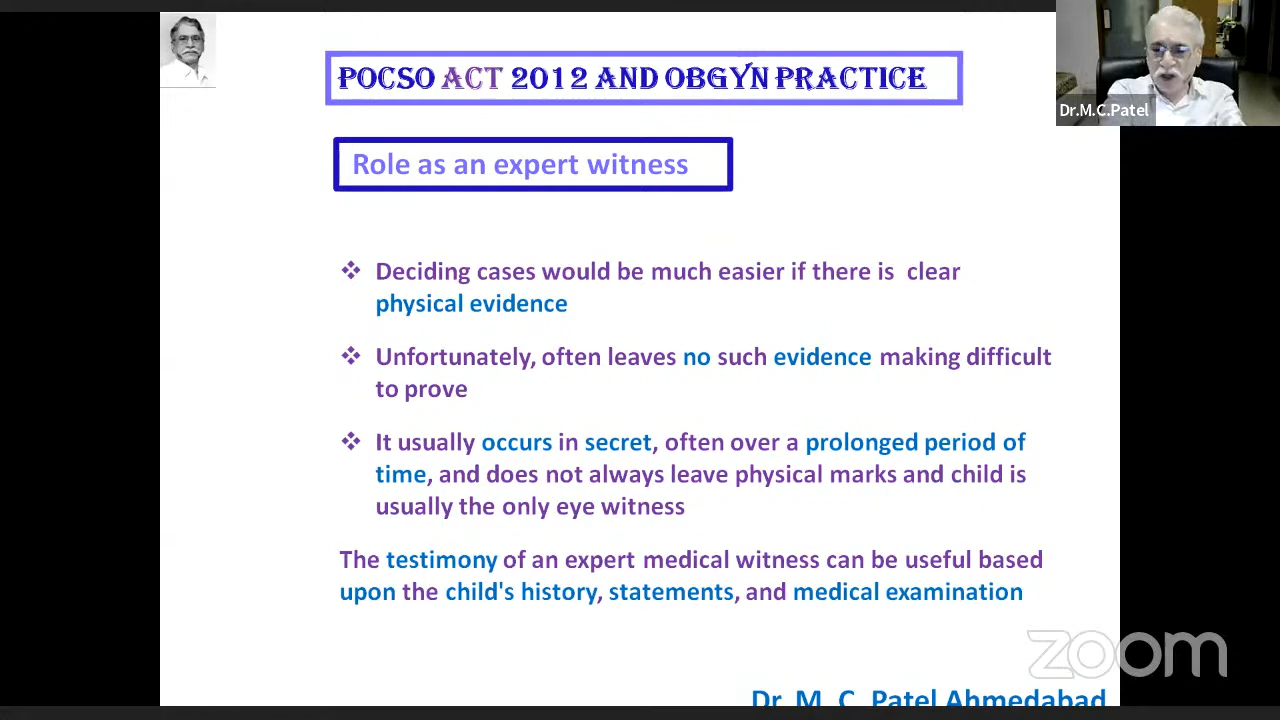 POCSO ACT 2012 AND OBGYN PRACTICE
Dr.M.C.Patel
Role as an expert witness
❖ Deciding cases would be much easier if there is clear
physical evidence
❖ Unfortunately, often leaves no such evidence making difficult
to prove
❖ It usually occurs in secret, often over a prolonged period of
time, and does not always leave physical marks and child is
usually the only eye witness
The testimony of an expert medical witness can be useful based
upon the child's history, statements, and medical examination
zoom
Dr. M. C. Patel Ahmedabad